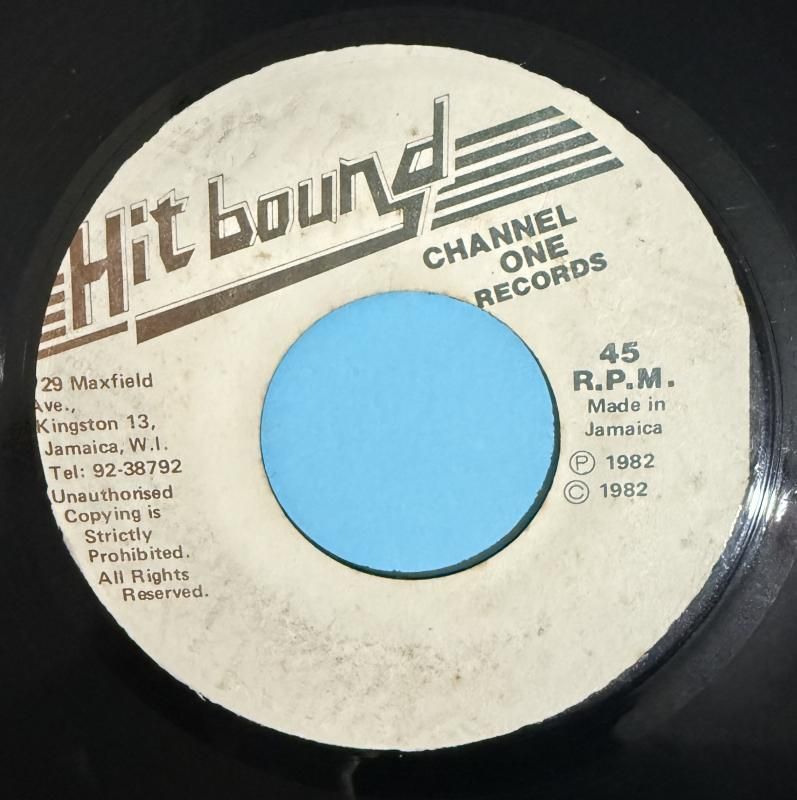 Hit bound
CHANNEL
ONE
RECORDS
29 Maxfield
Ave.,
Kingston 13,
Jamaica, W.I.
Tel: 92-38792
Unauthorised
Copying is
Strictly
Prohibited.
All Rights
Reserved.
45
R.P.M.
Made in
Jamaica
Ⓟ 1982
© 1982